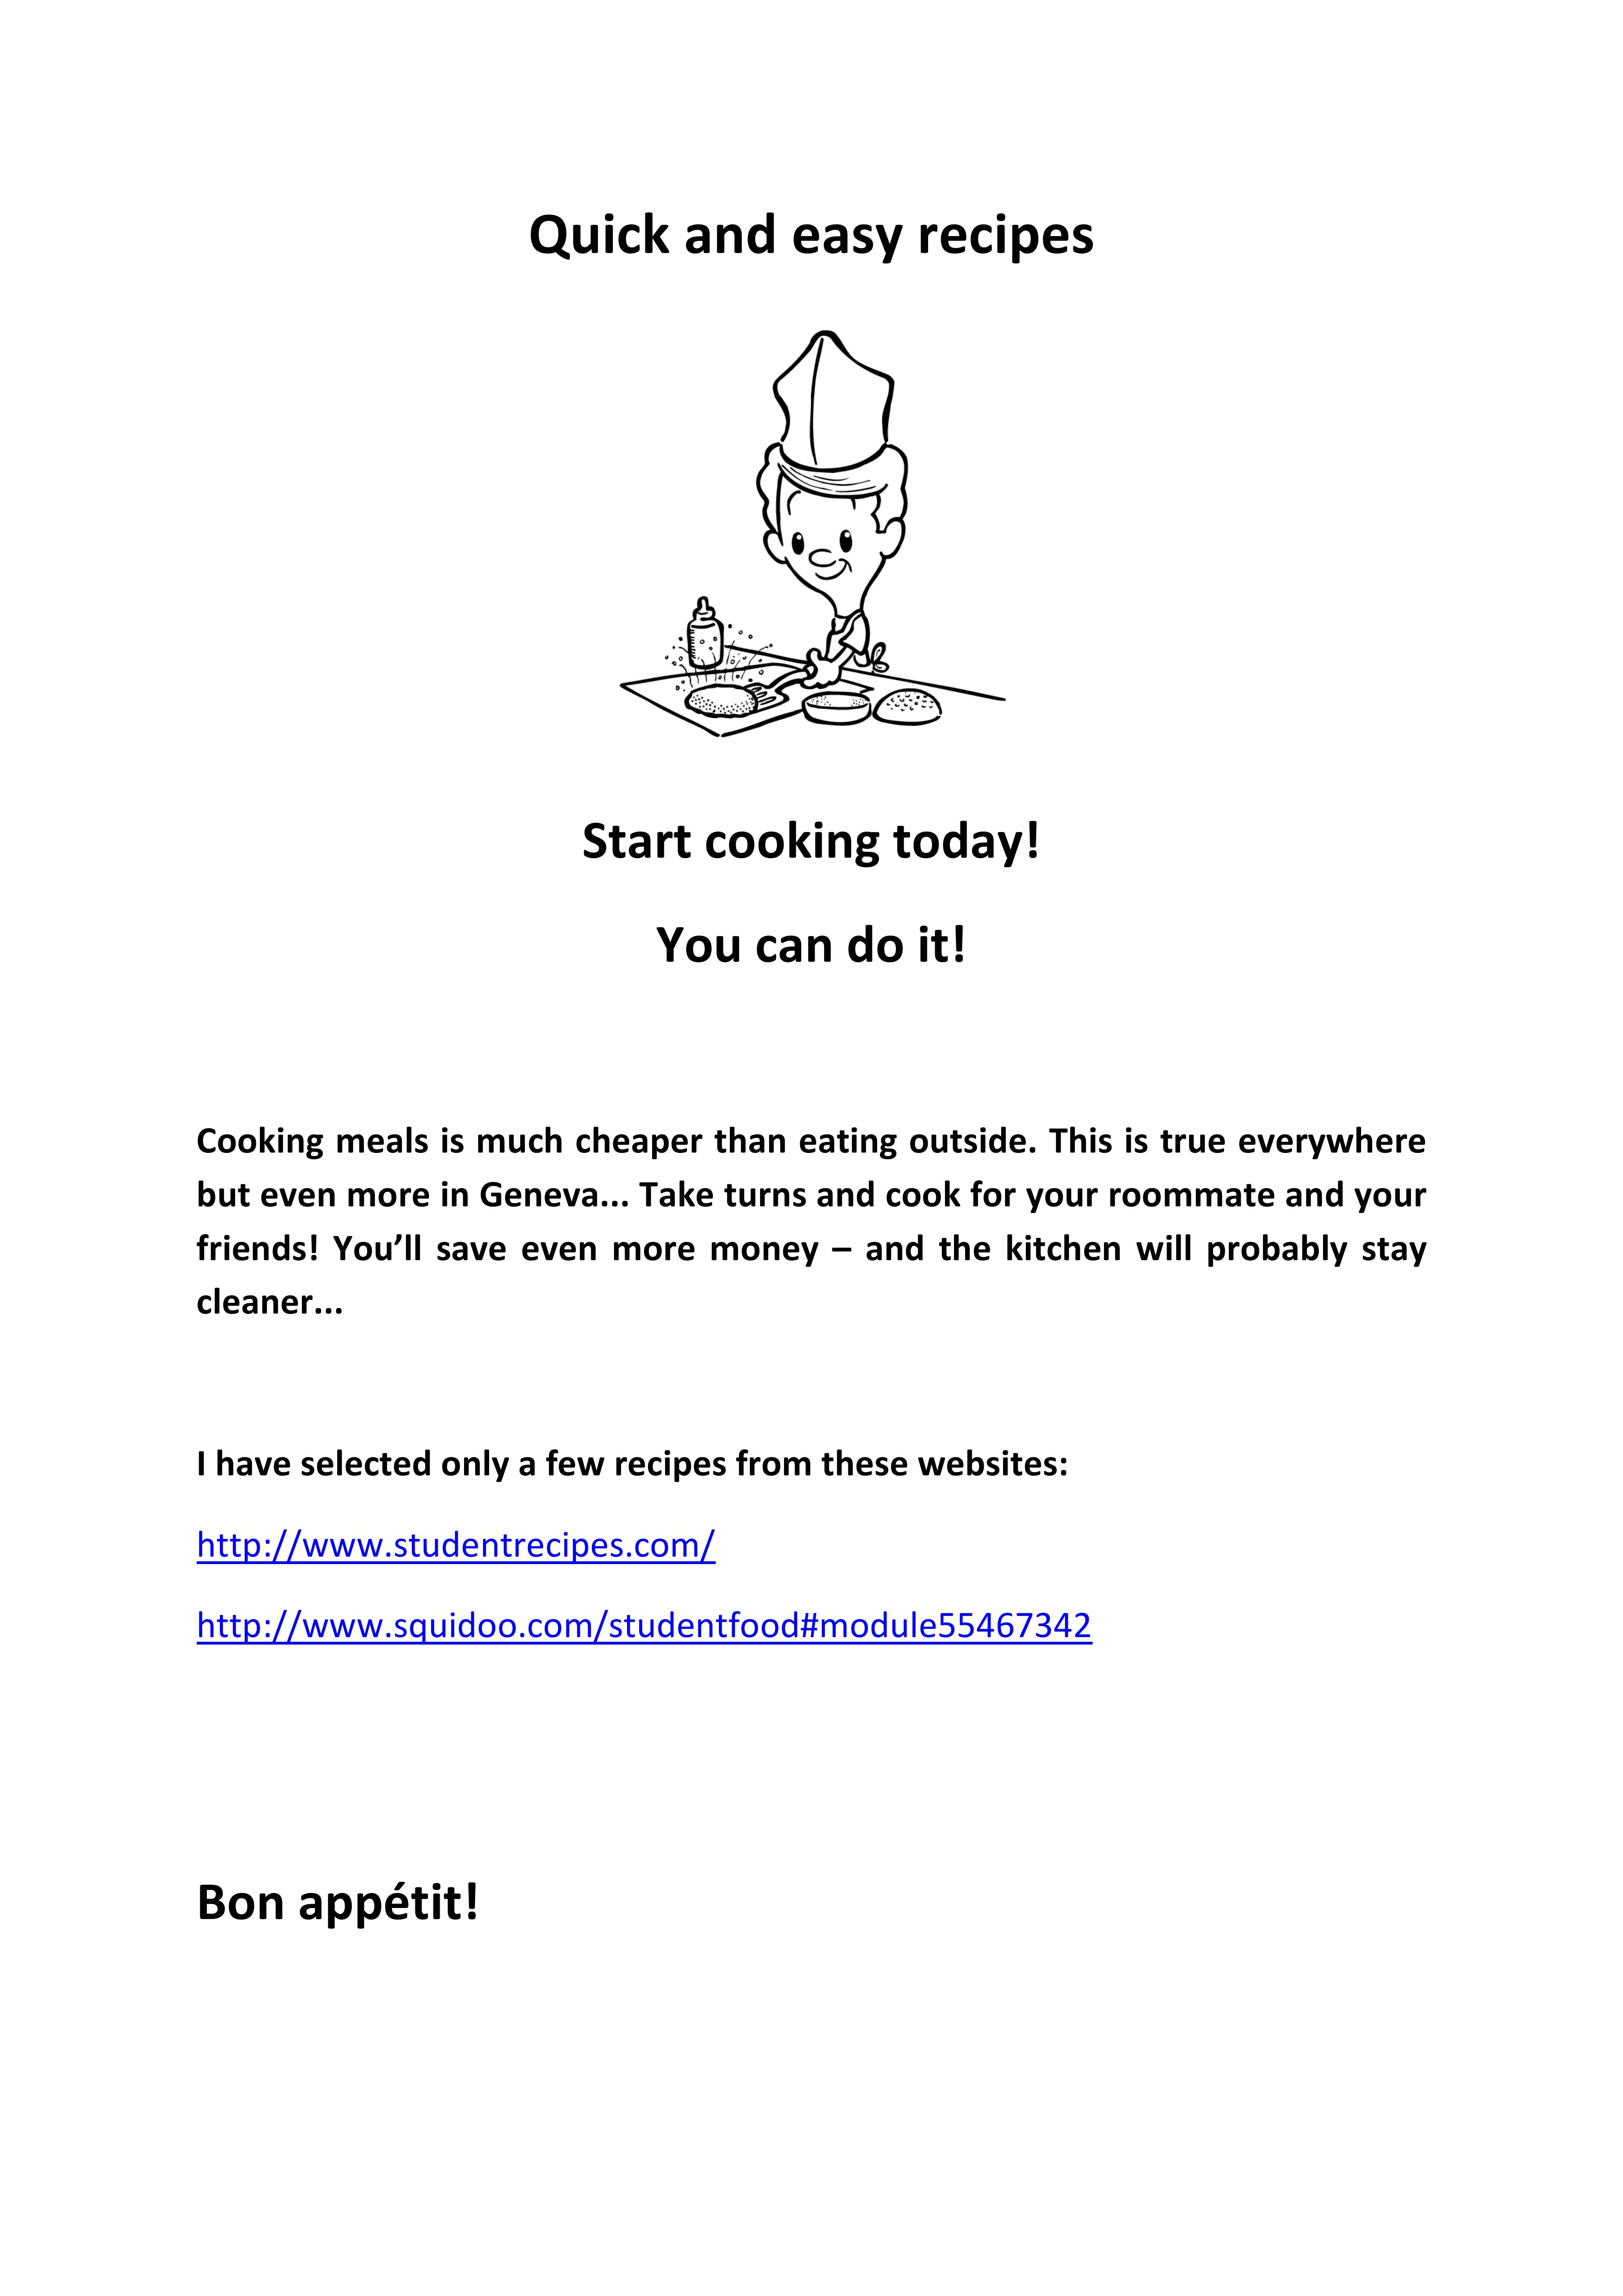 Quick and easy recipes
Start cooking today!
You can do it!
Cooking meals is much cheaper than eating outside. This is true everywhere
but even more in Geneva... Take turns and cook for your roommate and your
friends! You’ll save even more money – and the kitchen will probably stay
cleaner...
I have selected only a few recipes from these websites:
http://www.studentrecipes.com/
http://www.squidoo.com/studentfood#module55467342
Bon appétit!